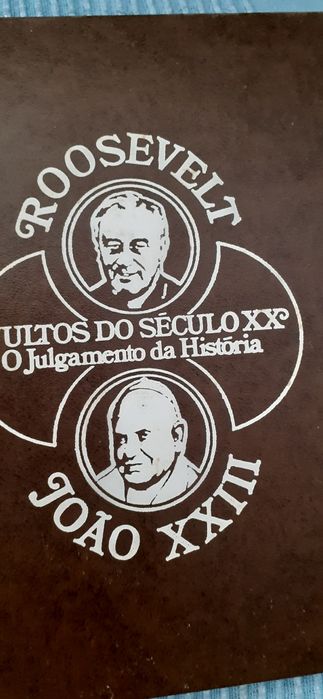 ROOSEVELT
ULTOS DO SÉCULO XX
O Julgamento da História
JOÃO XXIII